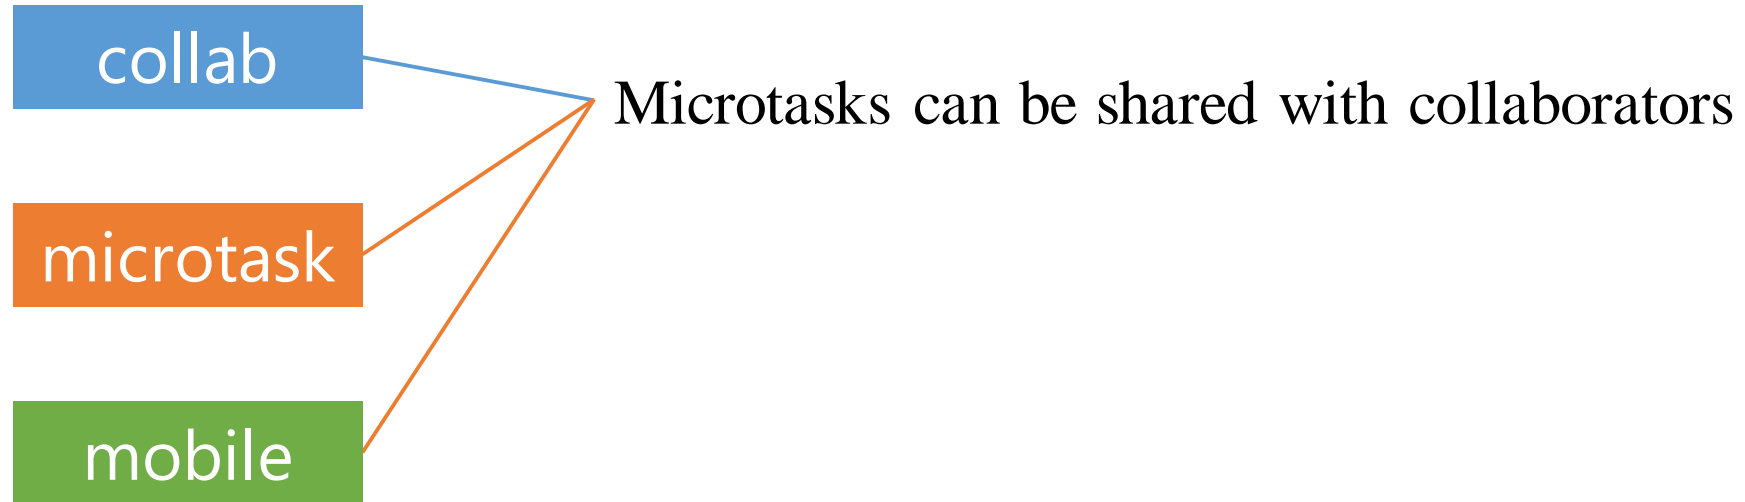 collab
Microtasks can be shared with collaborators
microtask
mobile